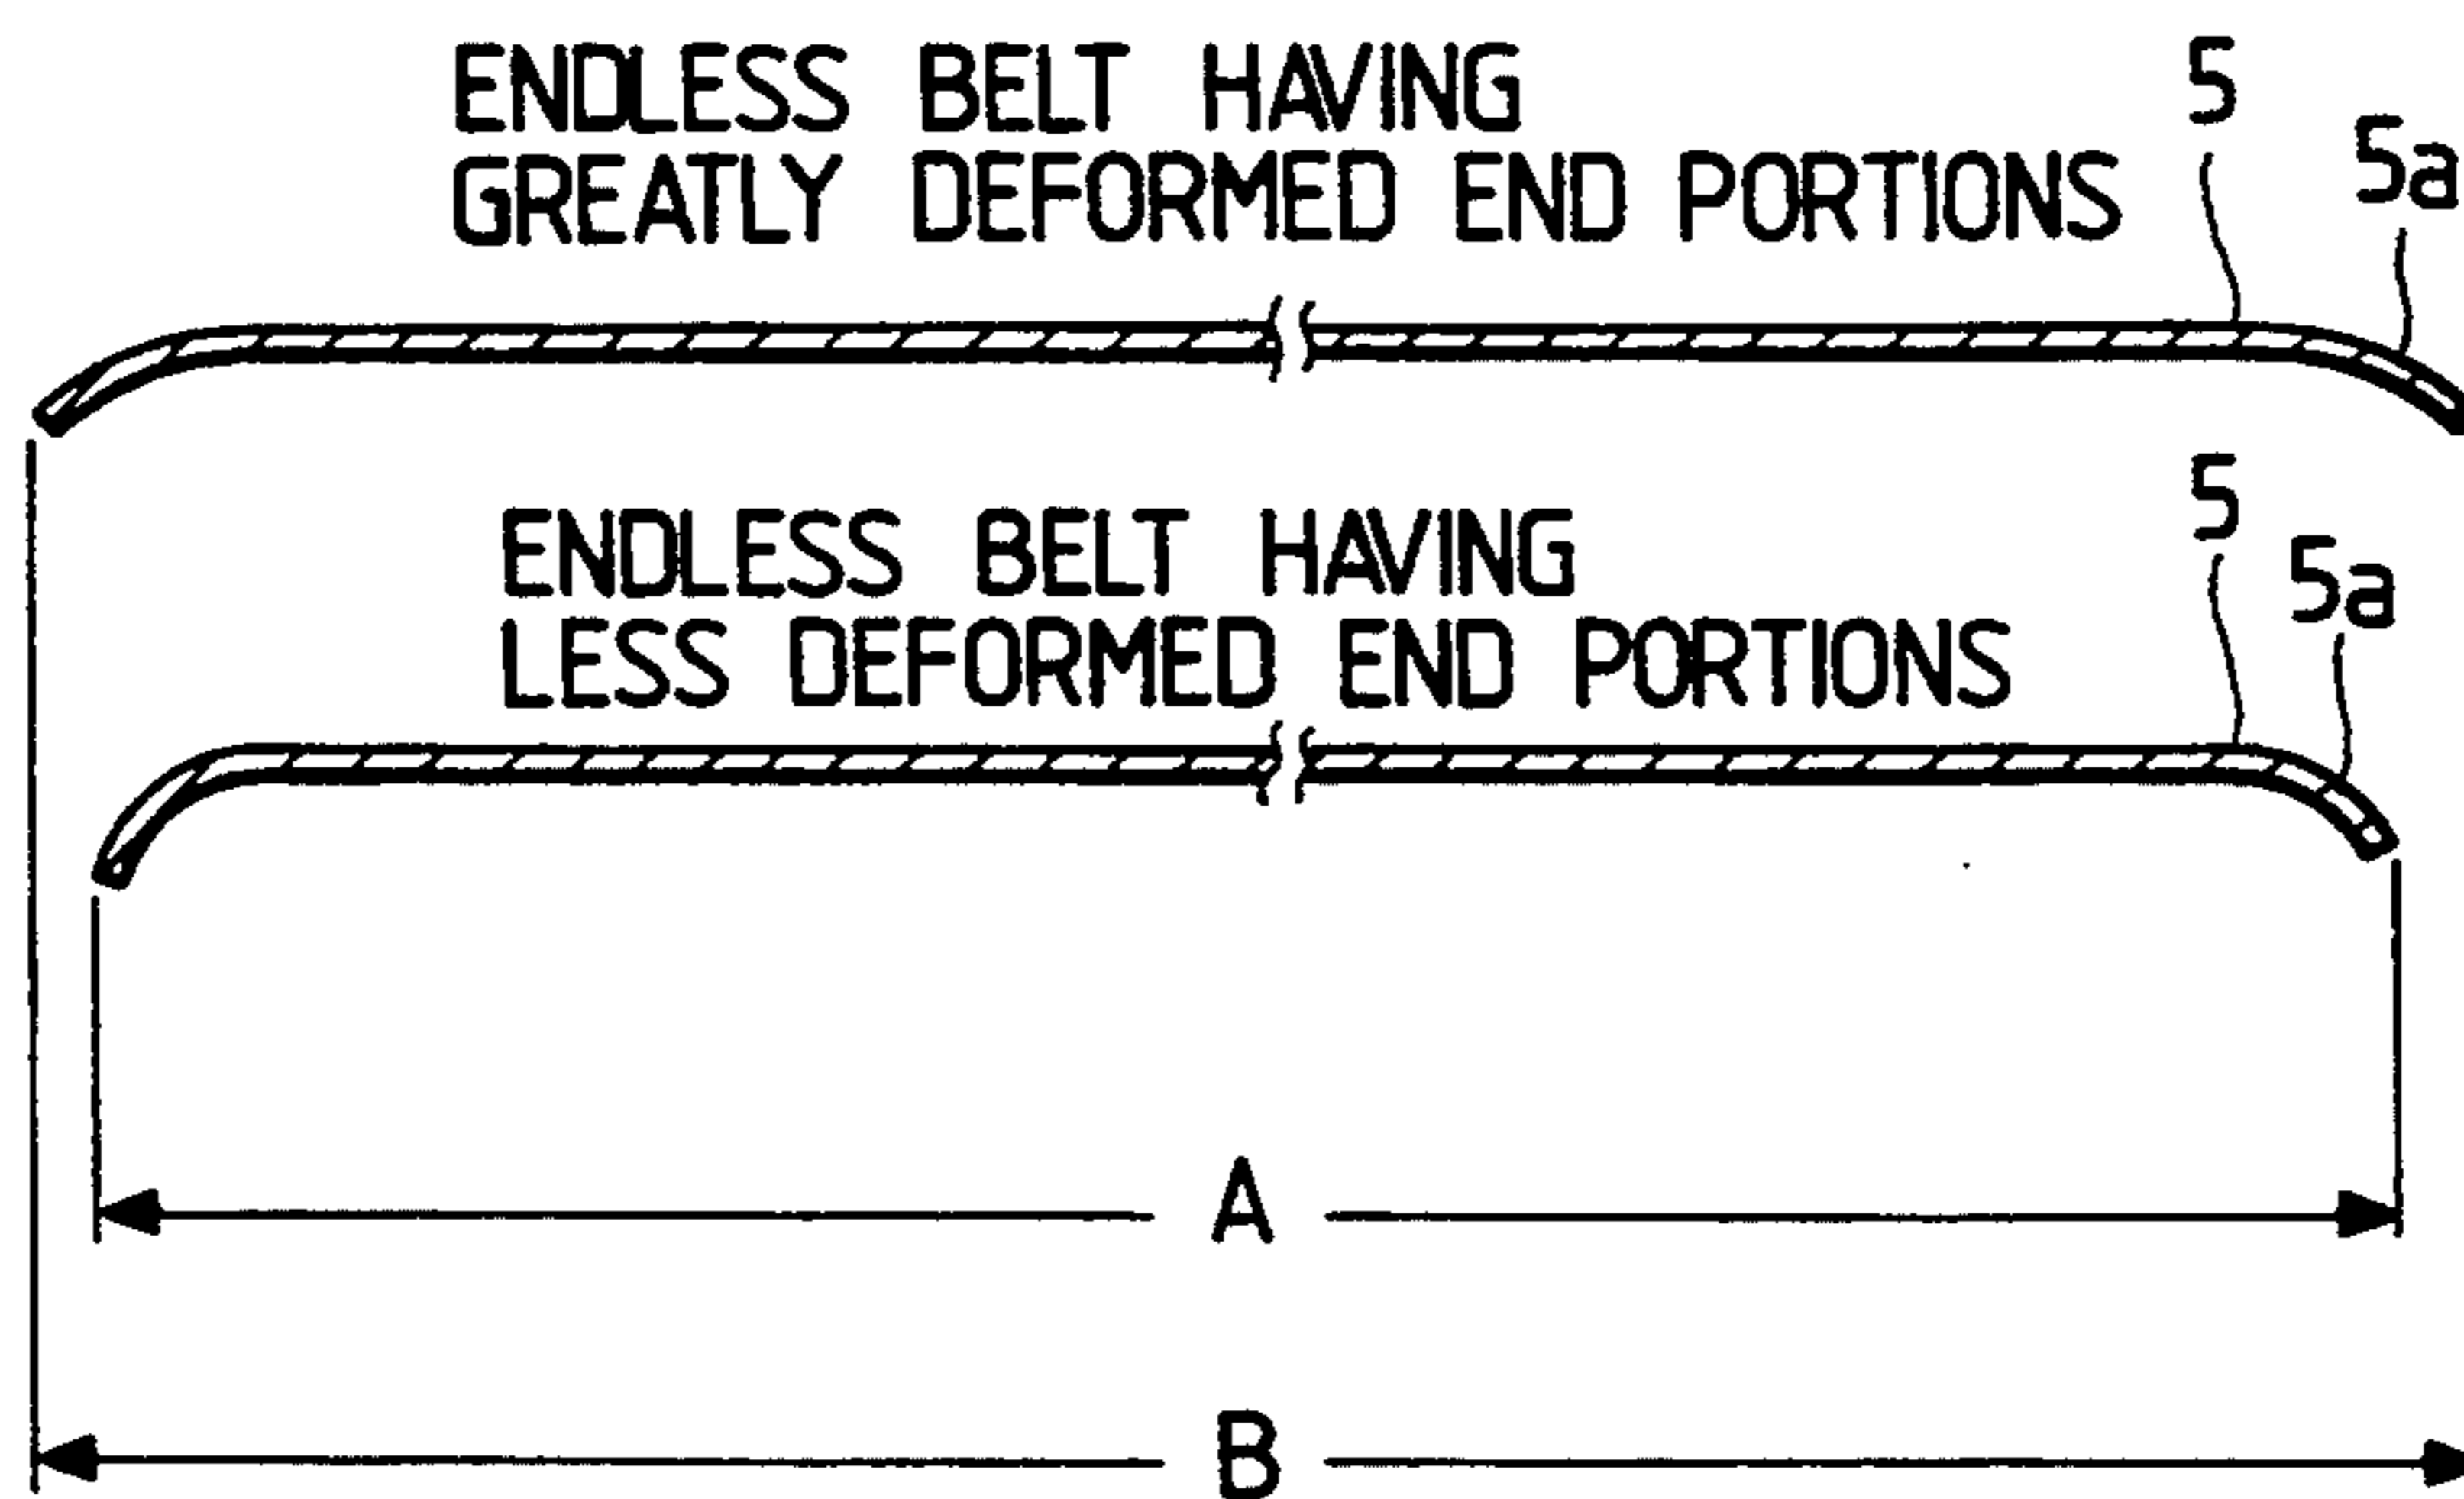 ENDLESS BELT HAVING
GREATLY DEFORMED END PORTIONS
5
5a
ENDLESS BELT HAVING
LESS DEFORMED END PORTIONS
5
5a
A
B